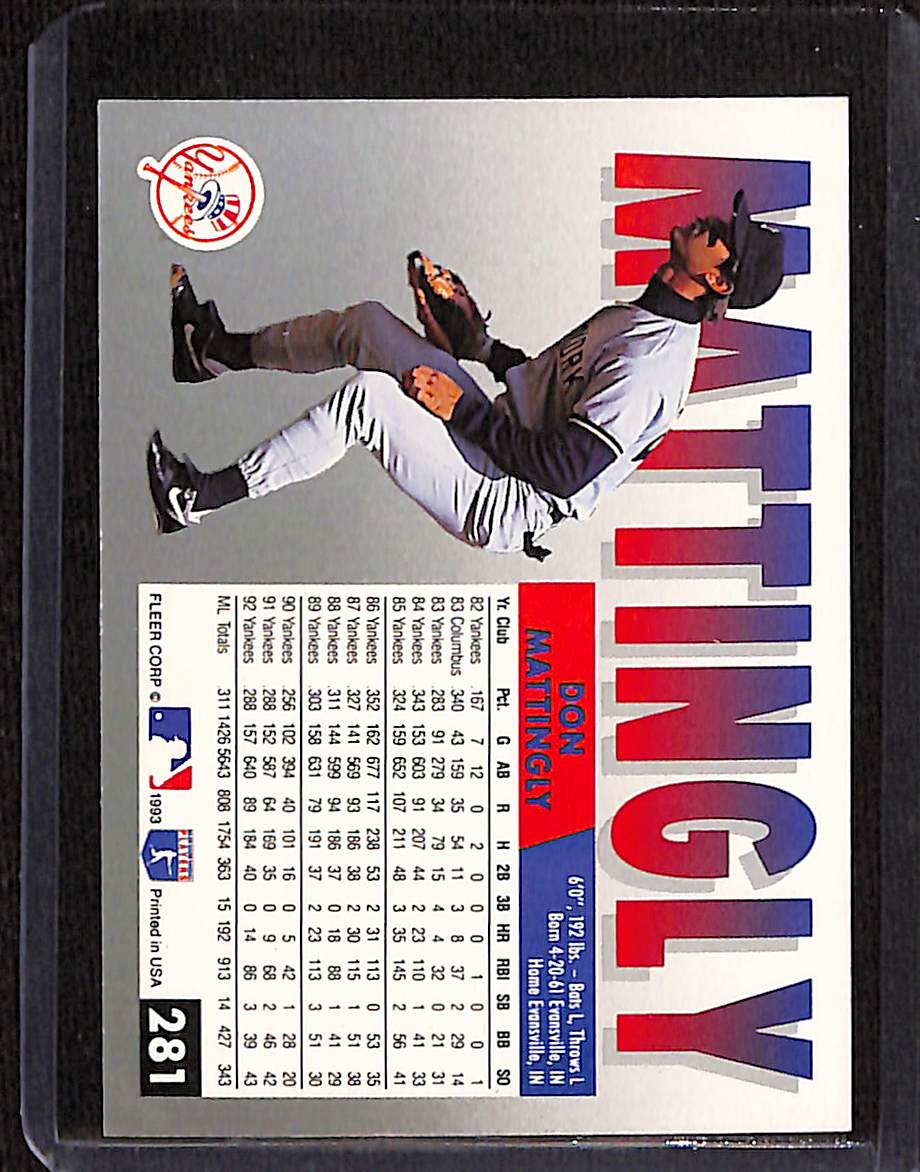 MATTINGLY
Yankees
YORK
DON
MATTINGLY
6'0", 192 lbs. – Bats L, Throws L
Born 4-20-61 Evansville, IN
Home Evansville, IN
Yr. Club Pct. G AB R H 2B 3B HR RBI SB BB SO
82 Yankees .167 7 12 0 2 0 0 0 1 0 0 1
83 Columbus .340 43 159 35 54 11 3 8 37 2 29 14
83 Yankees .283 91 279 34 79 15 4 4 32 0 21 31
84 Yankees .343 153 603 91 207 44 2 23 110 1 41 33
85 Yankees .324 159 652 107 211 48 3 35 145 2 56 41
86 Yankees .352 162 677 117 238 53 2 31 113 0 53 35
87 Yankees .327 141 569 93 186 38 2 30 115 1 51 38
88 Yankees .311 144 599 94 186 37 0 18 88 1 41 29
89 Yankees .303 158 631 79 191 37 2 23 113 3 51 30
90 Yankees .256 102 394 40 101 16 0 5 42 1 28 20
91 Yankees .288 152 587 64 169 35 0 9 68 2 46 42
92 Yankees .288 157 640 89 184 40 0 14 86 3 39 43
ML Totals .311 1426 5643 808 1754 363 15 192 913 14 427 343
FLEER CORP © 1993 PLAYERS Printed in USA
281